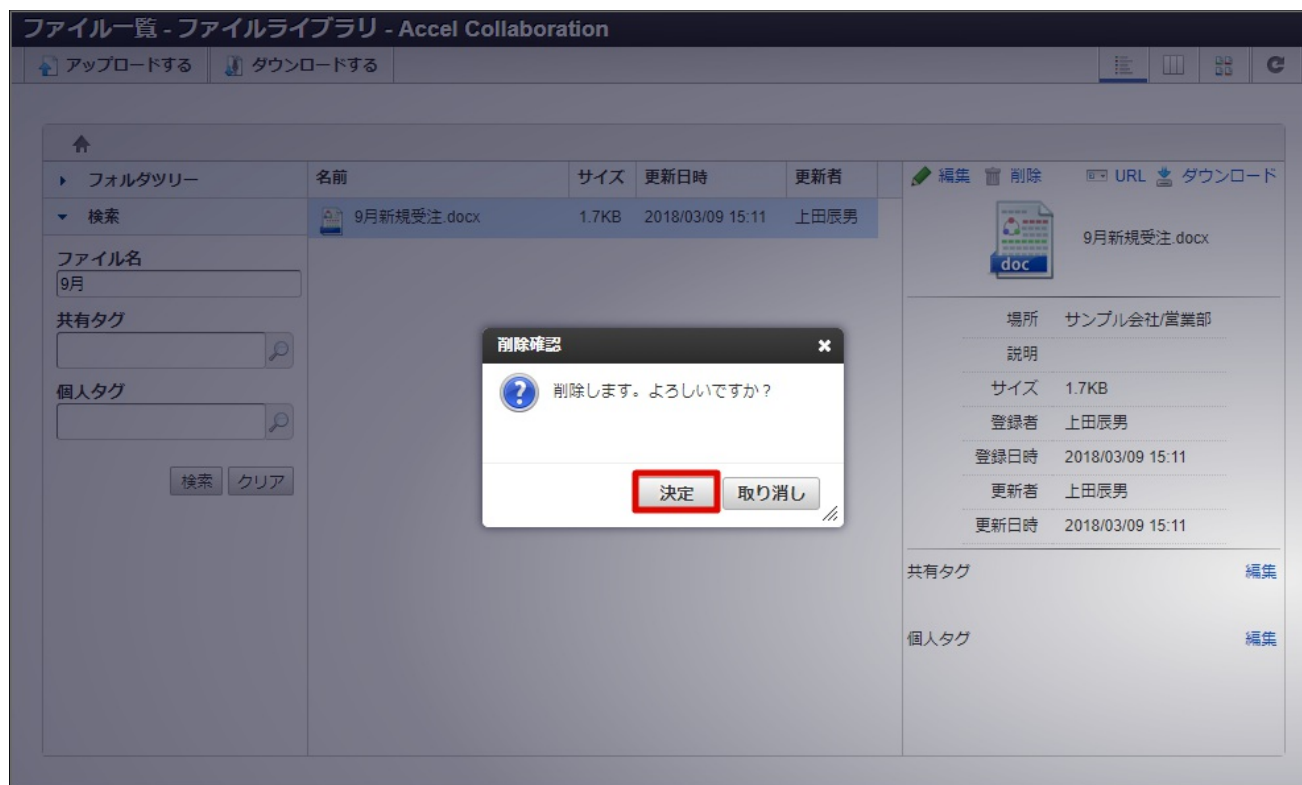 ファイル一覧 - ファイルライブラリ - Accel Collaboration
アップロードする ダウンロードする
フォルダツリー
検索
ファイル名
9月
共有タグ
個人タグ
検索 クリア
名前 サイズ 更新日時 更新者
9月新規受注.docx 1.7KB 2018/03/09 15:11 上田辰男
削除確認
削除します。よろしいですか？
決定 取り消し
編集 削除 URL ダウンロード
doc
9月新規受注.docx
場所 サンプル会社/営業部
説明
サイズ 1.7KB
登録者 上田辰男
登録日時 2018/03/09 15:11
更新者 上田辰男
更新日時 2018/03/09 15:11
共有タグ 編集
個人タグ 編集